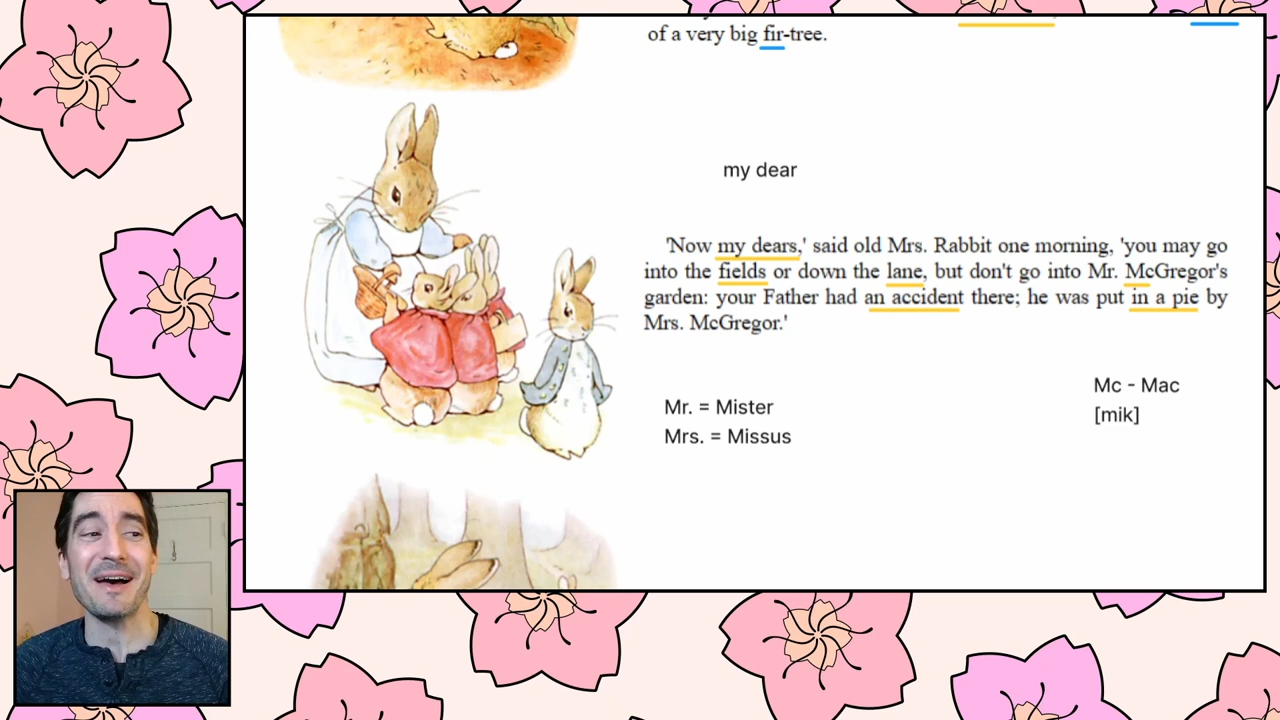 of a very big fir-tree.
my dear
'Now my dears,' said old Mrs. Rabbit one morning, 'you may go
into the fields or down the lane, but don't go into Mr. McGregor's
garden: your Father had an accident there; he was put in a pie by
Mrs. McGregor.'
Mc - Mac
[mik]
Mr. = Mister
Mrs. = Missus